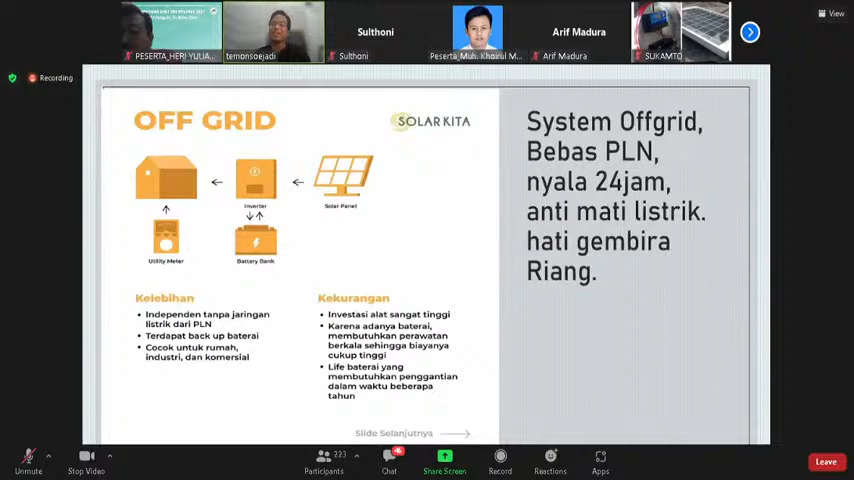 View
PESERTA_HERI YULIA...
temonsoejadi
Sulthoni
Sulthoni
Peserta_Muh. Khoirul M...
Arif Madura
Arif Madura
SUKAMTO
Recording
OFF GRID
SOLAR KITA
Inverter
Solar Panel
Utility Meter
Battery Bank
Kelebihan
• Independen tanpa jaringan
listrik dari PLN
• Terdapat back up baterai
• Cocok untuk rumah,
industri, dan komersial
Kekurangan
• Investasi alat sangat tinggi
• Karena adanya baterai,
membutuhkan perawatan
berkala sehingga biayanya
cukup tinggi
• Life baterai yang
membutuhkan penggantian
dalam waktu beberapa
tahun
Slide Selanjutnya
System Offgrid,
Bebas PLN,
nyala 24jam,
anti mati listrik.
hati gembira
Riang.
Unmute
Stop Video
223
Participants
Chat
Share Screen
Record
Reactions
Apps
Leave